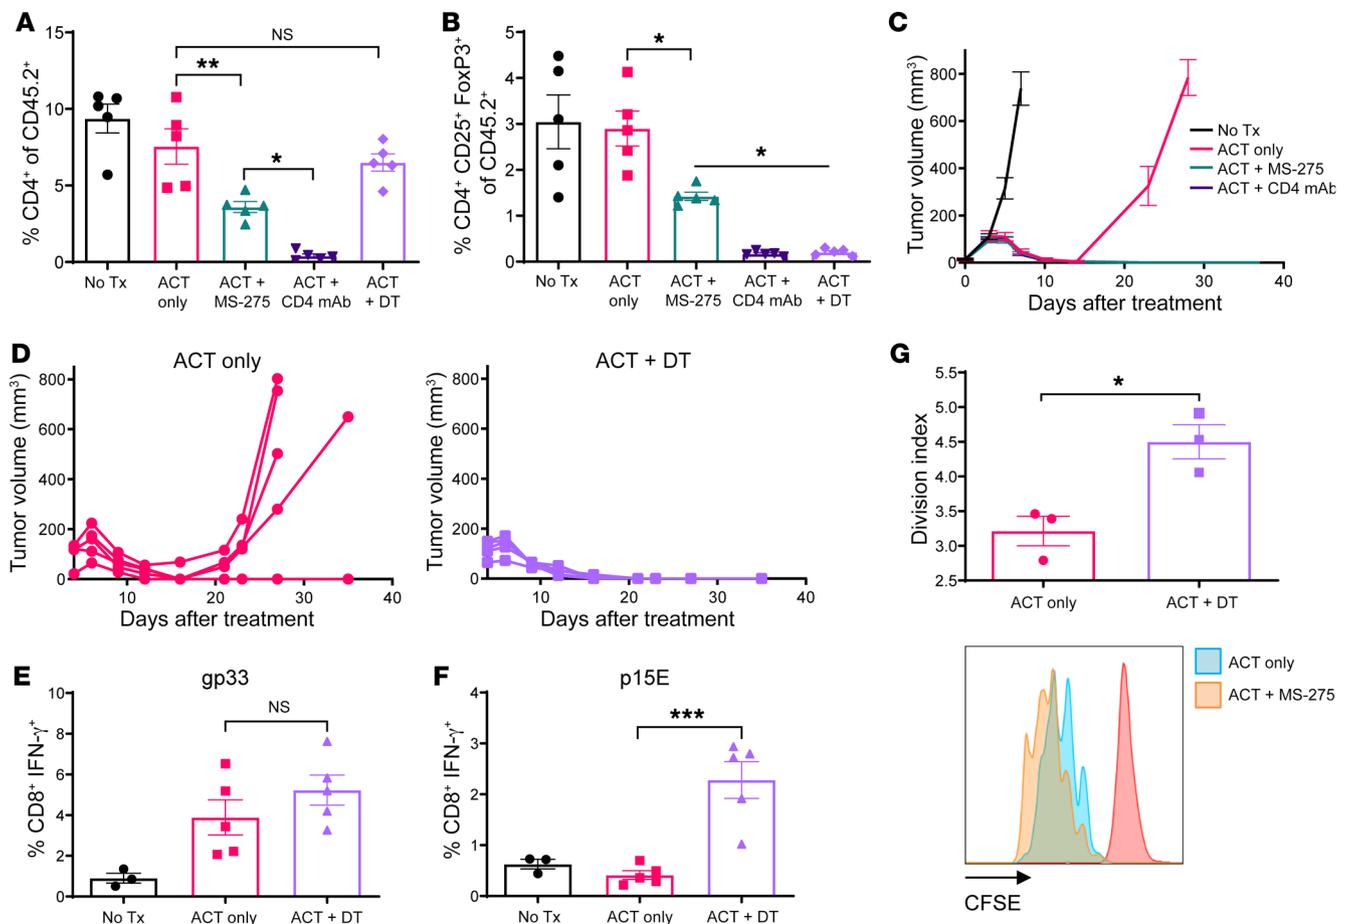 A
% CD4⁺ of CD45.2⁺
15
10
5
0
NS
**
*
No Tx
ACT
only
ACT +
MS-275
ACT +
CD4 mAb
ACT
+ DT
B
% CD4⁺ CD25⁺ FoxP3⁺
of CD45.2⁺
5
4
3
2
1
0
*
*
No Tx
ACT
only
ACT +
MS-275
ACT +
CD4 mAb
ACT
+ DT
C
Tumor volume (mm³)
800
600
400
200
0
0 10 20 30 40
Days after treatment
No Tx
ACT only
ACT + MS-275
ACT + CD4 mAb
D
ACT only
Tumor volume (mm³)
800
600
400
200
0
10 20 30 40
Days after treatment
ACT + DT
Tumor volume (mm³)
800
600
400
200
0
10 20 30 40
Days after treatment
G
Division index
5.5
5.0
4.5
4.0
3.5
3.0
2.5
*
ACT only
ACT + DT
E
gp33
% CD8⁺ IFN-γ⁺
10
8
6
4
2
0
NS
No Tx
ACT only
ACT + DT
F
p15E
% CD8⁺ IFN-γ⁺
4
3
2
1
0
***
No Tx
ACT only
ACT + DT
ACT only
ACT + MS-275
CFSE